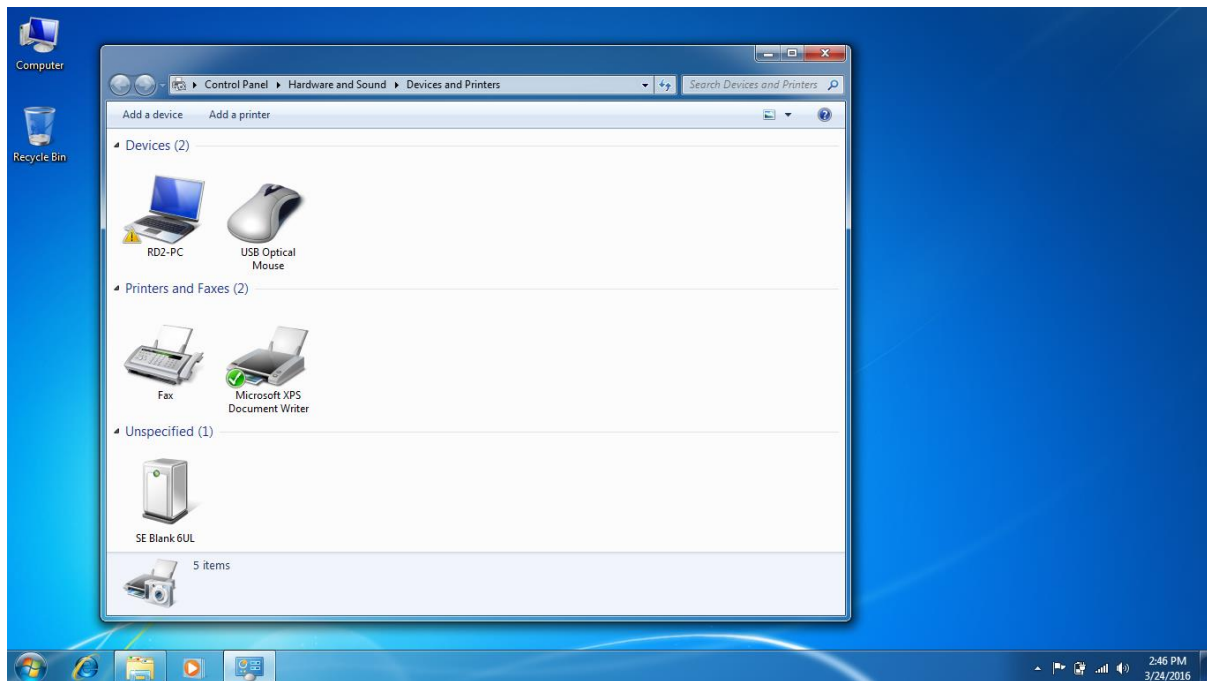 Computer
Recycle Bin
Control Panel Hardware and Sound Devices and Printers
Search Devices and Printers
Add a device Add a printer
Devices (2)
RD2-PC
USB Optical
Mouse
Printers and Faxes (2)
Fax
Microsoft XPS
Document Writer
Unspecified (1)
SE Blank 6UL
5 items
2:46 PM
3/24/2016